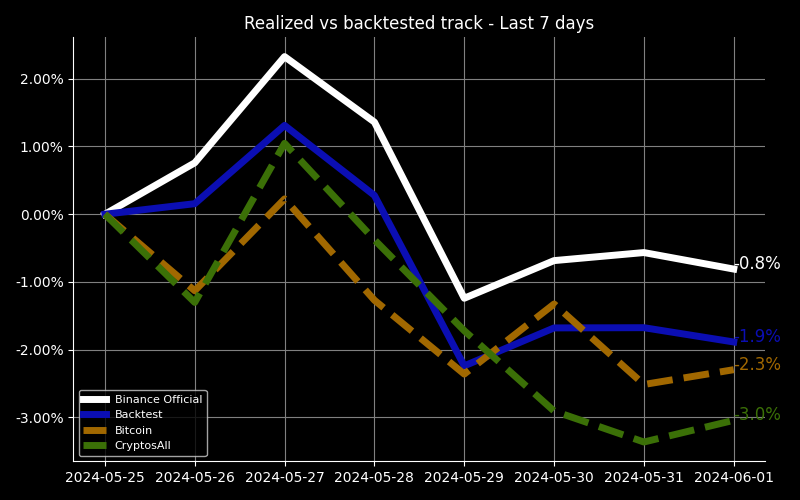 Realized vs backtested track - Last 7 days
2.00%
1.00%
0.00%
-1.00%
-2.00%
-3.00%
-0.8%
-1.9%
-2.3%
-3.0%
Binance Official
Backtest
Bitcoin
CryptosAll
2024-05-25 2024-05-26 2024-05-27 2024-05-28 2024-05-29 2024-05-30 2024-05-31 2024-06-01